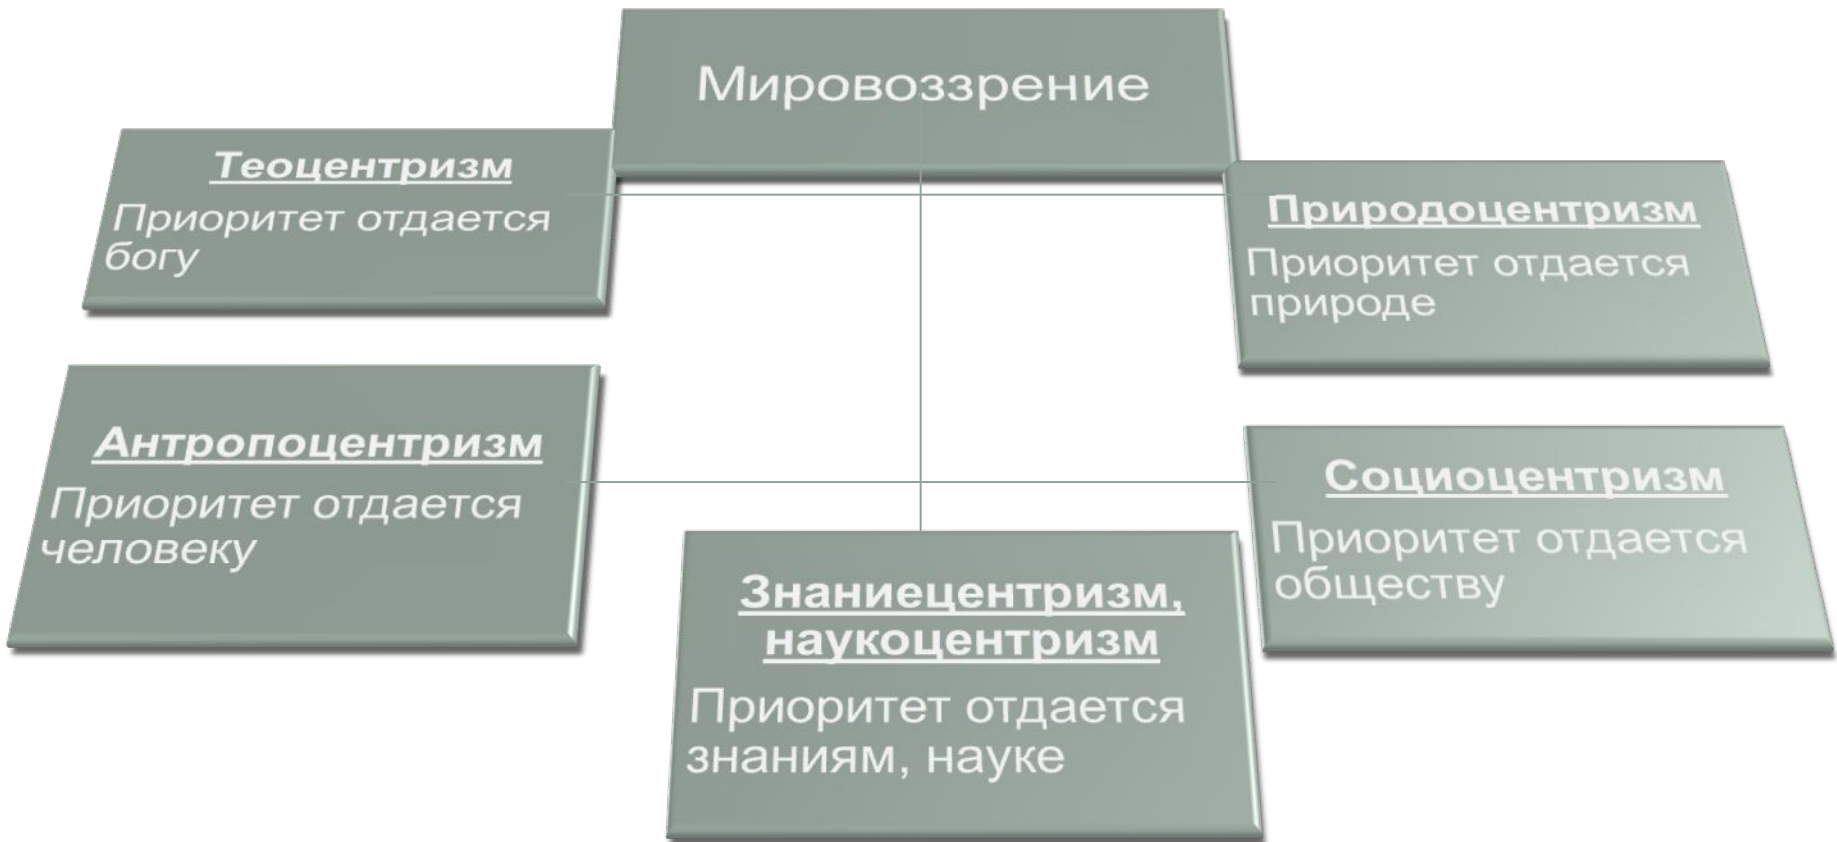 Мировоззрение
Теоцентризм
Приоритет отдается
богу
Природоцентризм
Приоритет отдается
природе
Антропоцентризм
Приоритет отдается
человеку
Социоцентризм
Приоритет отдается
обществу
Знаниецентризм,
наукоцентризм
Приоритет отдается
знаниям, науке